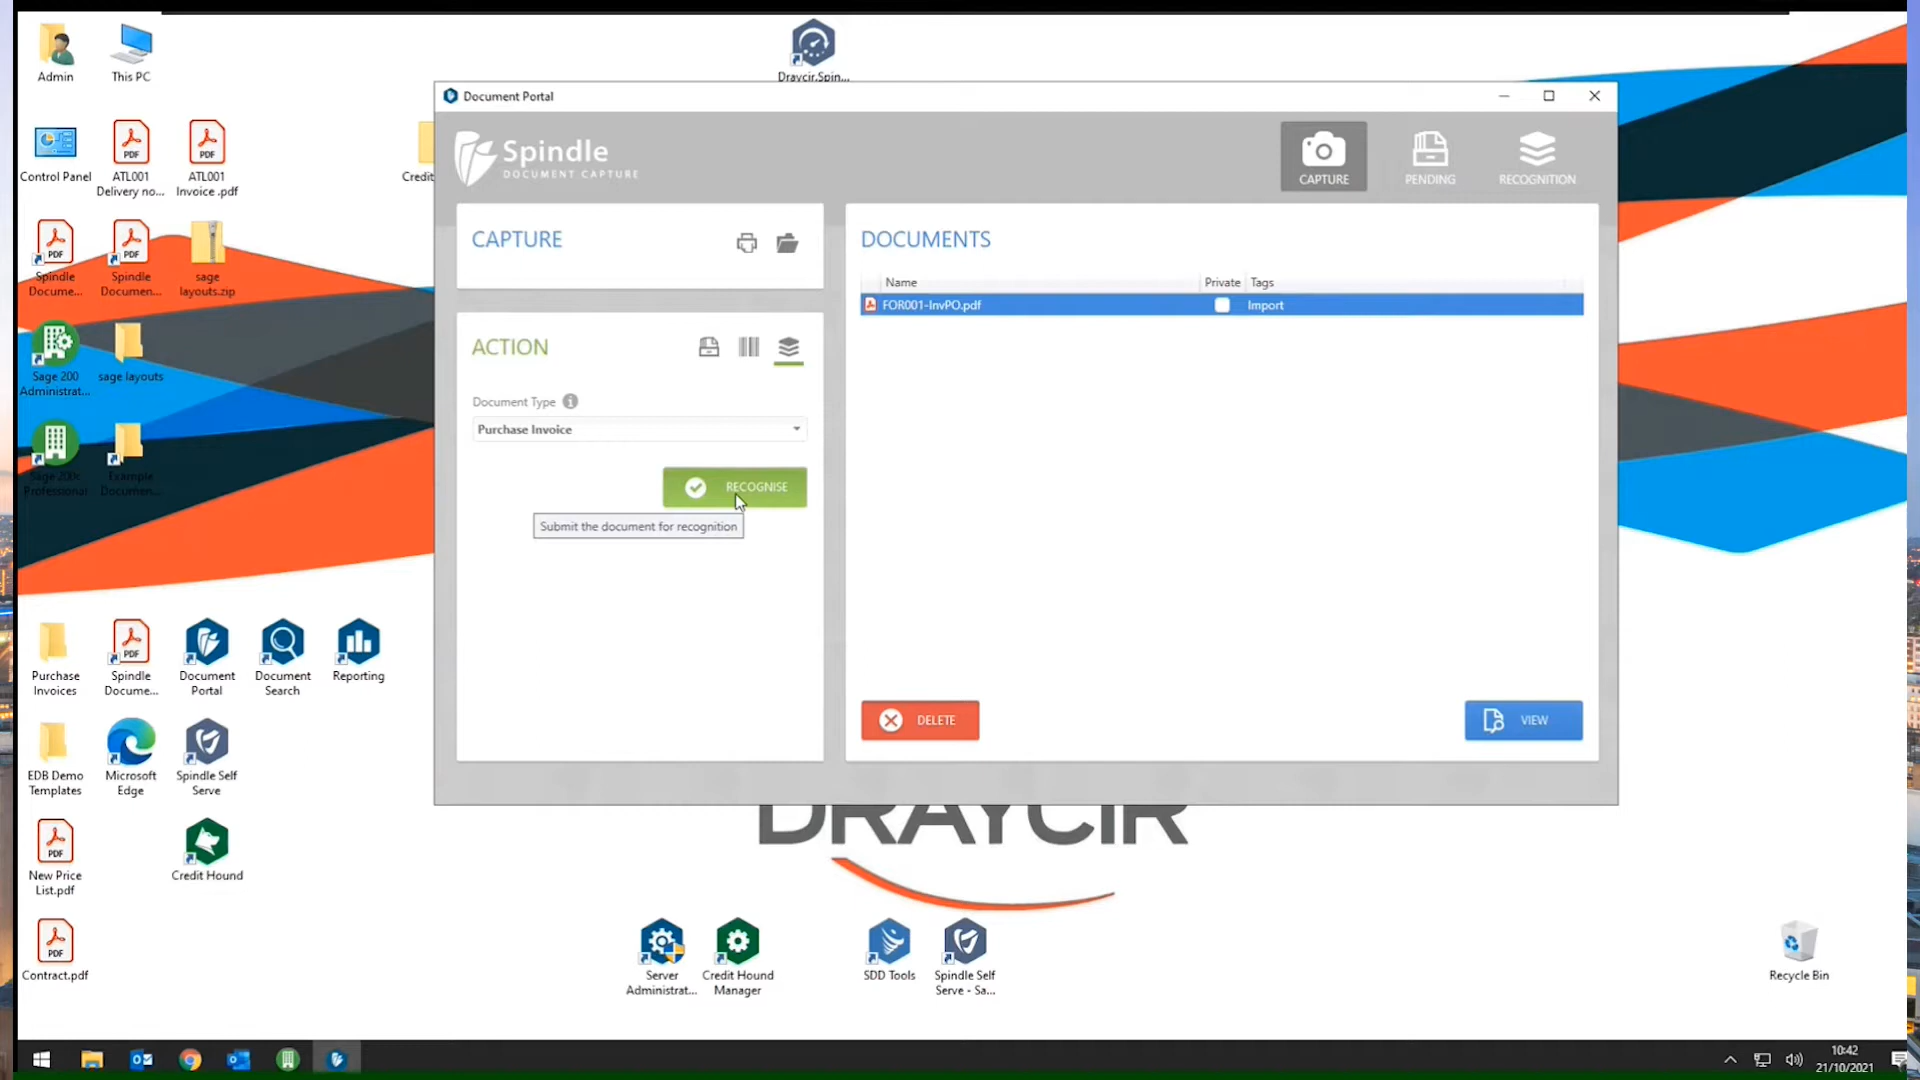 Admin
This PC
Draycir.Spin...
Control Panel
ATL001
Delivery no...
ATL001
Invoice .pdf
Credit
Spindle
Docume...
Spindle
Documen...
sage
layouts.zip
Sage 200
Administrat...
sage layouts
Sage 200c
Professional
Example
Documen...
Document Portal
Spindle
DOCUMENT CAPTURE
CAPTURE
PENDING
RECOGNITION
CAPTURE
ACTION
Document Type
Purchase Invoice
RECOGNISE
Submit the document for recognition
DOCUMENTS
Name Private Tags
FOR001-InvPO.pdf Import
DELETE
VIEW
Purchase
Invoices
Spindle
Docume...
Document
Portal
Document
Search
Reporting
EDB Demo
Templates
Microsoft
Edge
Spindle Self
Serve
New Price
List.pdf
Credit Hound
Contract.pdf
DRAYCIR
Server
Administrat...
Credit Hound
Manager
SDD Tools
Spindle Self
Serve - Sa...
Recycle Bin
10:42
21/10/2021